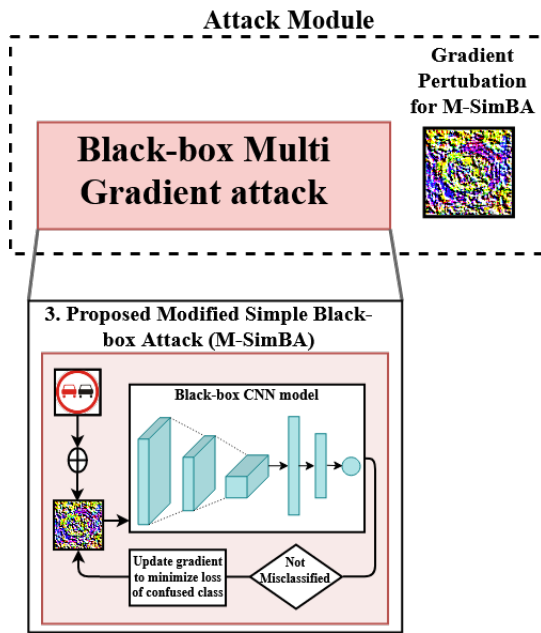 Attack Module
Gradient
Pertubation
for M-SimBA
Black-box Multi
Gradient attack
3. Proposed Modified Simple Black-
box Attack (M-SimBA)
Black-box CNN model
Update gradient
to minimize loss
of confused class
Not
Misclassified